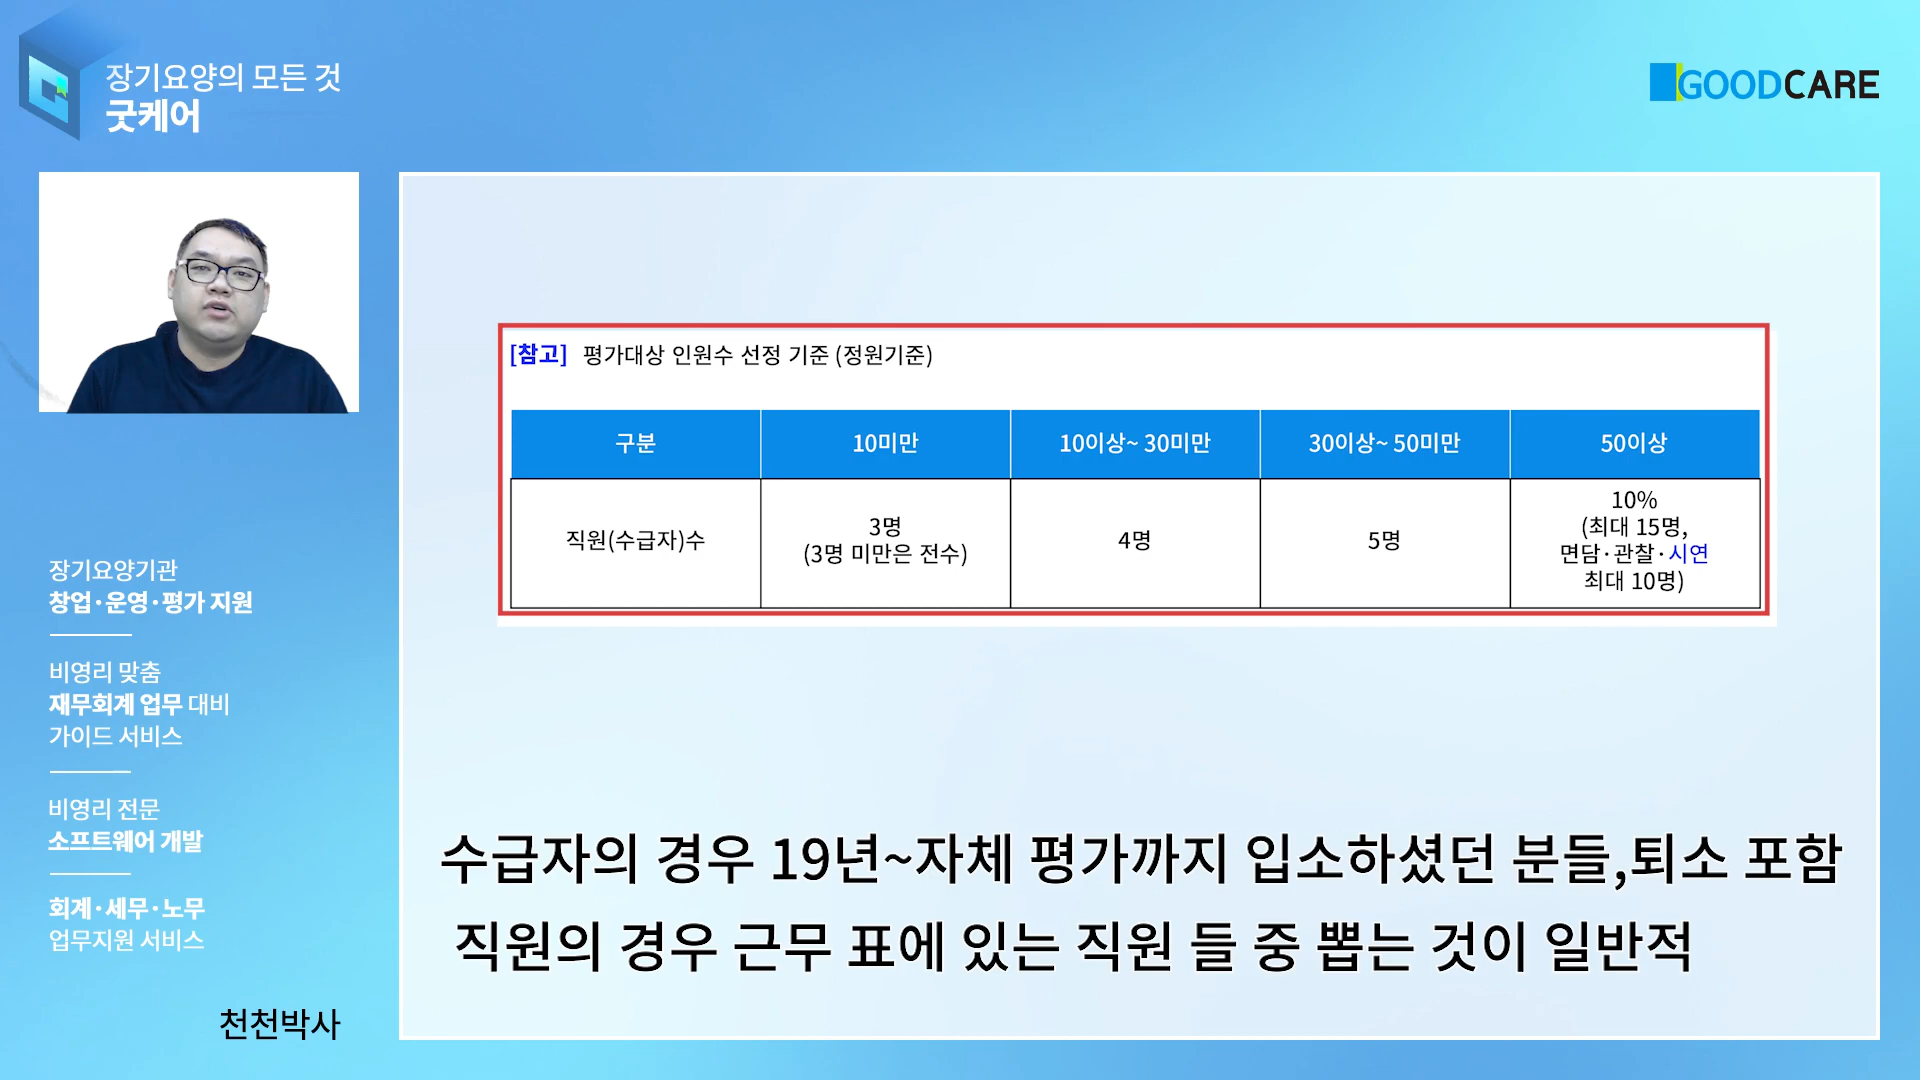 장기요양의 모든 것
굿케어
GOODCARE
[참고] 평가대상 인원수 선정 기준 (정원기준)
구분 10미만 10이상~ 30미만 30이상~ 50미만 50이상
직원(수급자)수
3명
(3명 미만은 전수)
4명
5명
10%
(최대 15명,
면담·관찰·시연
최대 10명)
장기요양기관
창업·운영·평가 지원
비영리 맞춤
재무회계 업무 대비
가이드 서비스
비영리 전문
소프트웨어 개발
회계·세무·노무
업무지원 서비스
천천박사
수급자의 경우 19년~자체 평가까지 입소하셨던 분들,퇴소 포함
직원의 경우 근무 표에 있는 직원 들 중 뽑는 것이 일반적